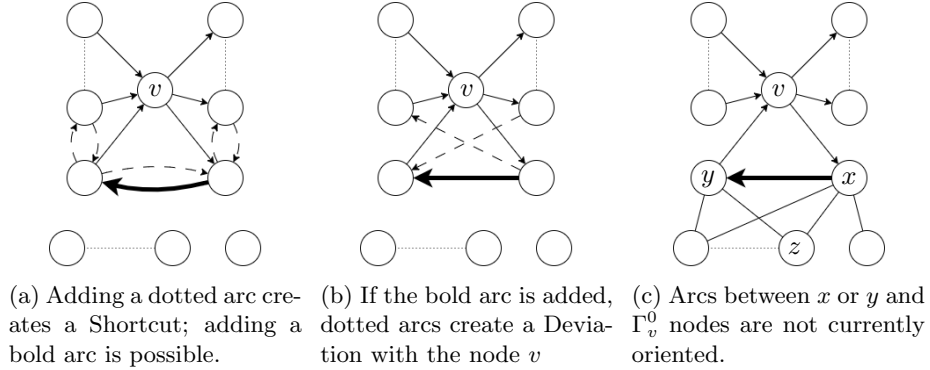 v
v
v
y
x
z
(a) Adding a dotted arc cre-
ates a Shortcut; adding a
bold arc is possible.
(b) If the bold arc is added,
dotted arcs create a Devia-
tion with the node v
(c) Arcs between x or y and
Γ⁰ᵥ nodes are not currently
oriented.